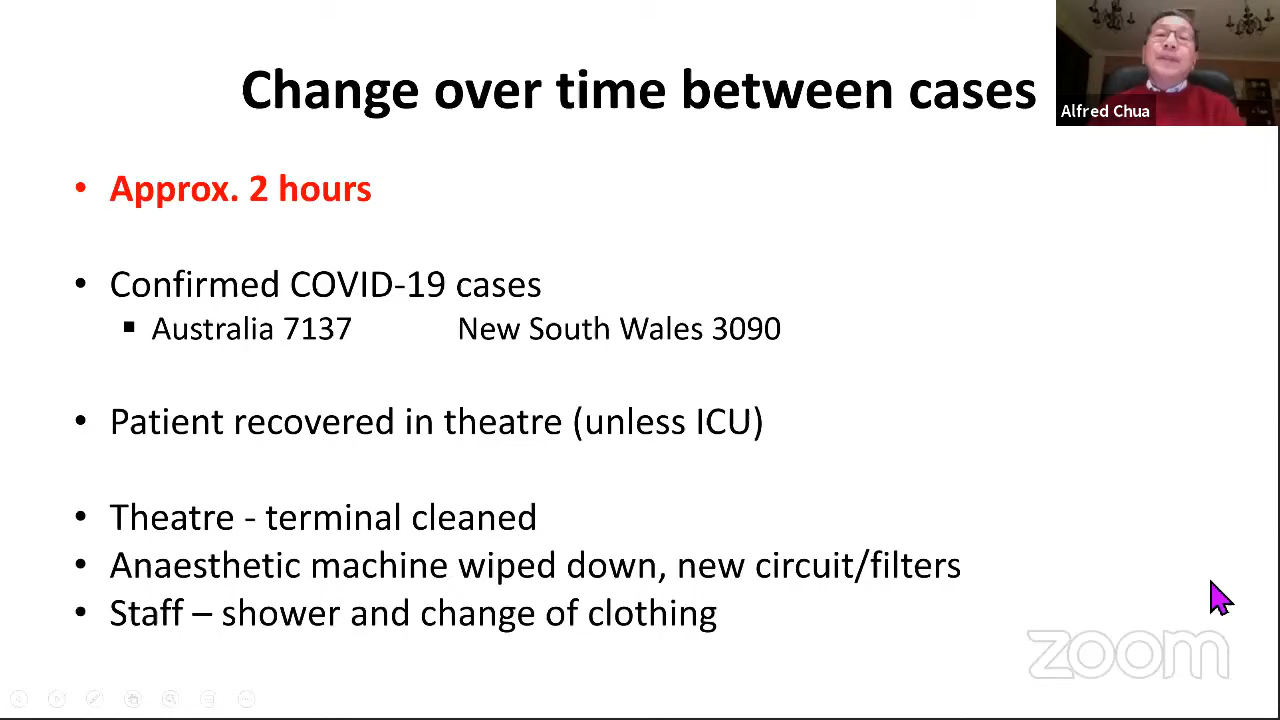 Change over time between cases
Alfred Chua
• Approx. 2 hours
• Confirmed COVID-19 cases
▪ Australia 7137 New South Wales 3090
• Patient recovered in theatre (unless ICU)
• Theatre - terminal cleaned
• Anaesthetic machine wiped down, new circuit/filters
• Staff – shower and change of clothing
zoom